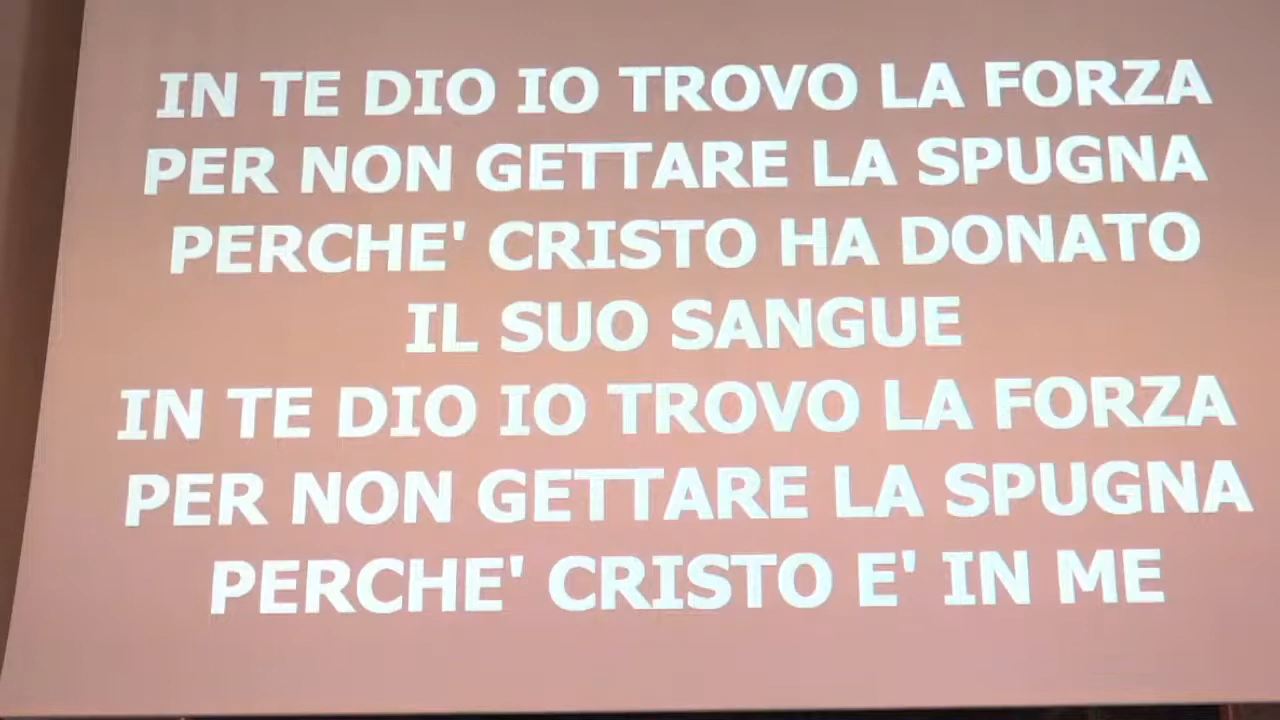 IN TE DIO IO TROVO LA FORZA
PER NON GETTARE LA SPUGNA
PERCHE' CRISTO HA DONATO
IL SUO SANGUE
IN TE DIO IO TROVO LA FORZA
PER NON GETTARE LA SPUGNA
PERCHE' CRISTO E' IN ME